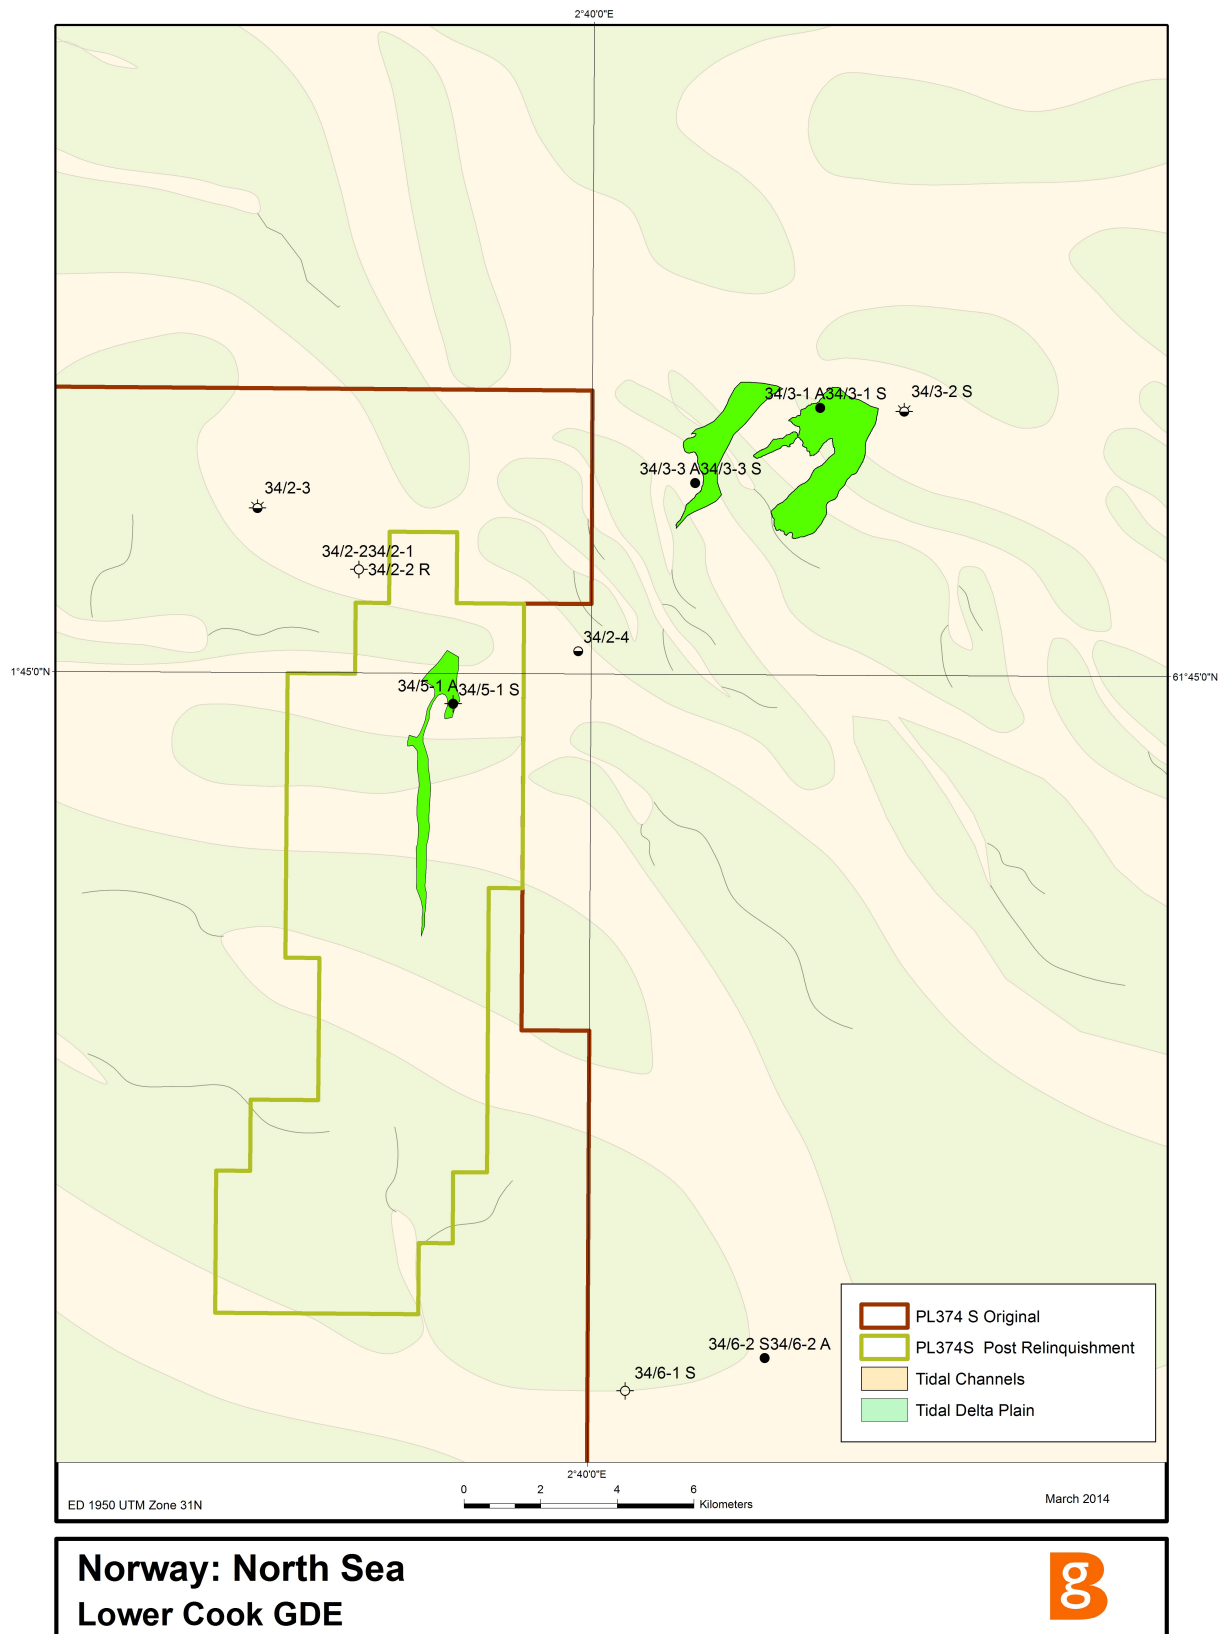 2°40'0"E
34/3-1 A34/3-1 S
34/3-2 S
34/3-3 A34/3-3 S
34/2-3
34/2-234/2-1
34/2-2 R
34/2-4
1°45'0"N
61°45'0"N
34/5-1 A34/5-1 S
34/6-2 S34/6-2 A
34/6-1 S
PL374 S Original
PL374S Post Relinquishment
Tidal Channels
Tidal Delta Plain
2°40'0"E
ED 1950 UTM Zone 31N
0 2 4 6
Kilometers
March 2014
Norway: North Sea
Lower Cook GDE
BG